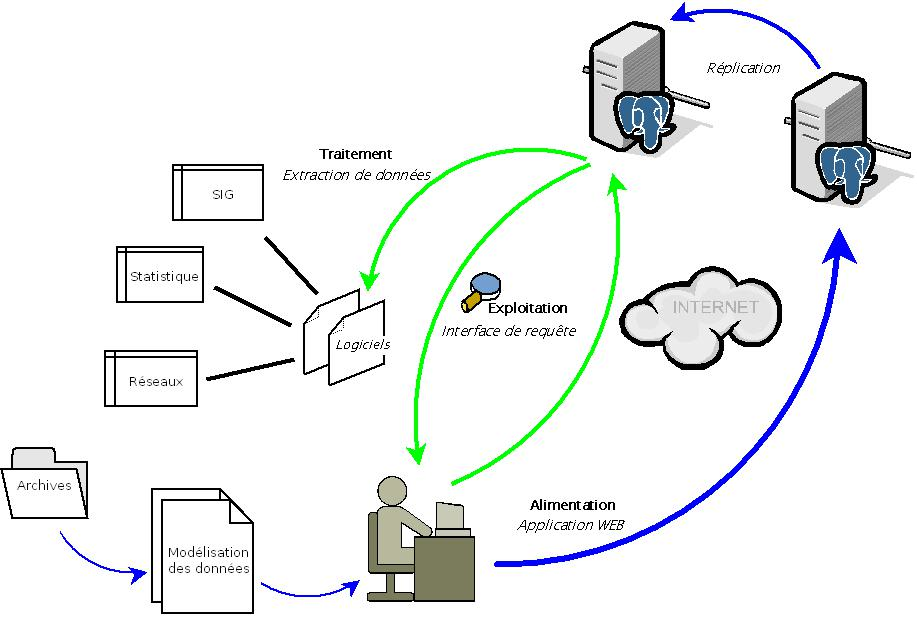 Réplication
Traitement
Extraction de données
SIG
Statistique
Réseaux
Logiciels
Exploitation
Interface de requête
INTERNET
Archives
Modélisation
des données
Alimentation
Application WEB